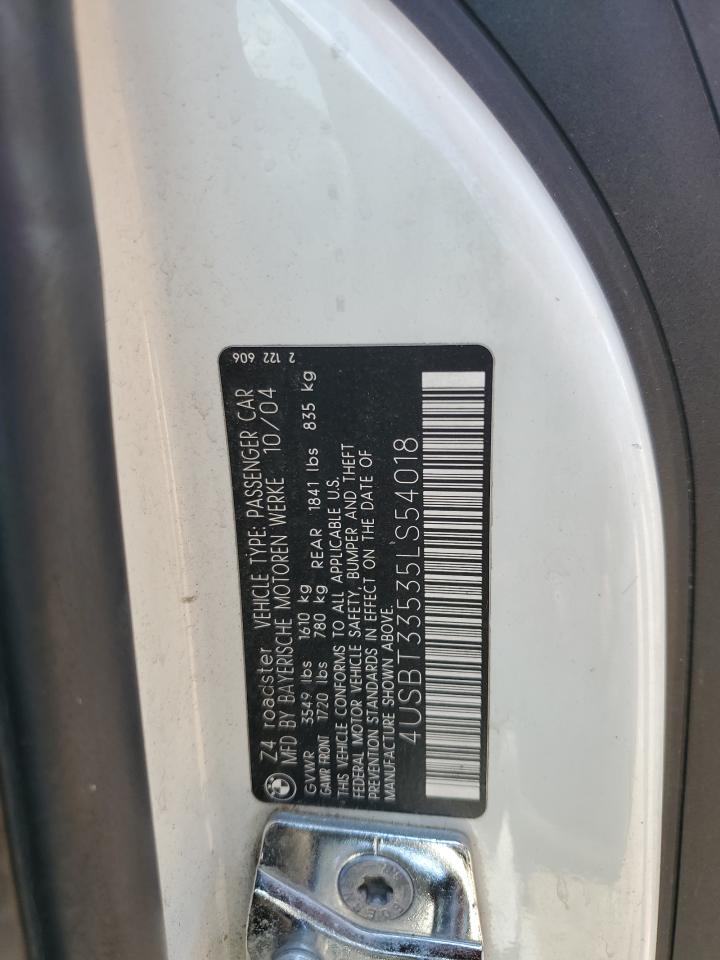 2 122 606
Z4 roadster VEHICLE TYPE: PASSENGER CAR
MFD BY BAYERISCHE MOTOREN WERKE 10/04
GVWR 3549 lbs 1610 kg
GAWR FRONT 1720 lbs 780 kg REAR 1841 lbs 835 kg
THIS VEHICLE CONFORMS TO ALL APPLICABLE U.S.
FEDERAL MOTOR VEHICLE SAFETY, BUMPER AND THEFT
PREVENTION STANDARDS IN EFFECT ON THE DATE OF
MANUFACTURE SHOWN ABOVE.
4USBT33535LS54018